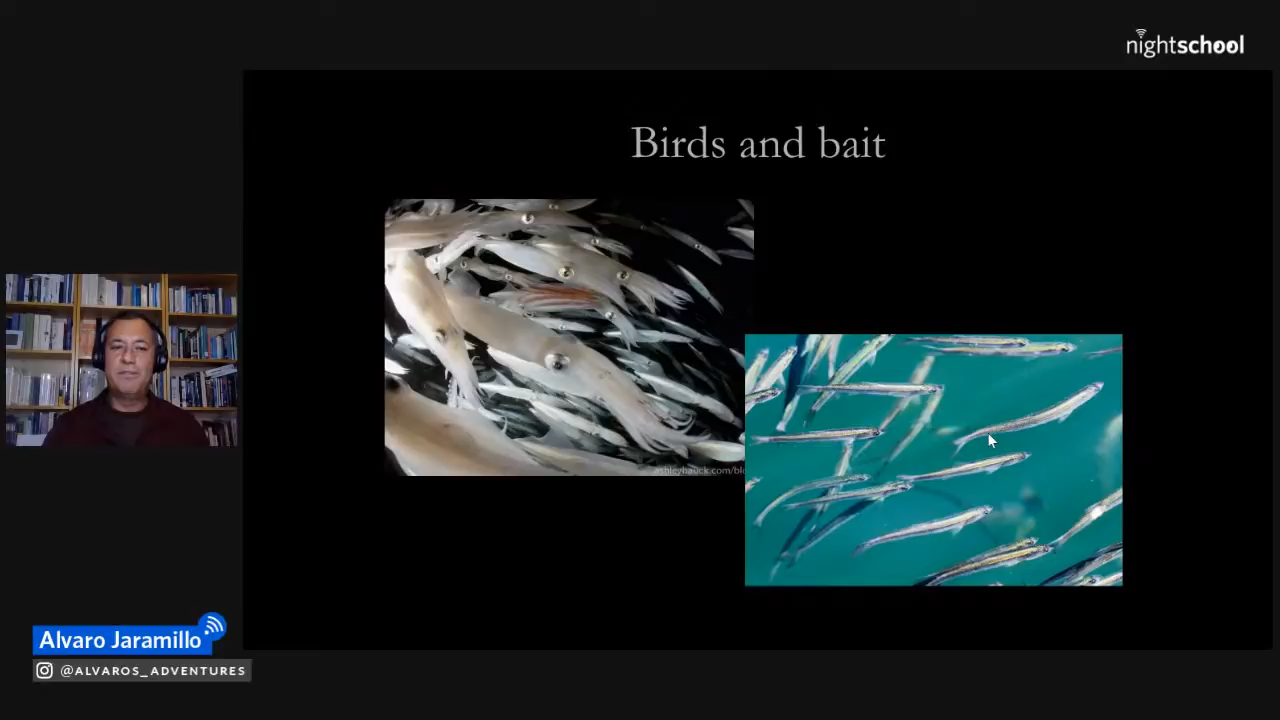 nightschool
Birds and bait
Alvaro Jaramillo
@ALVAROS_ADVENTURES